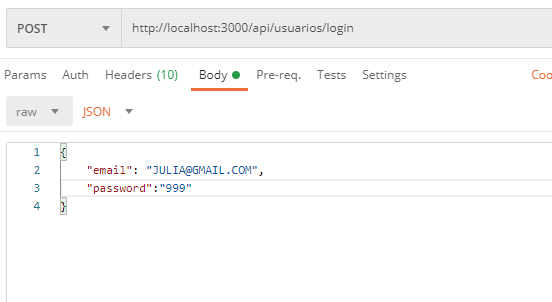 POST http://localhost:3000/api/usuarios/login
Params Auth Headers (10) Body Pre-req. Tests Settings Coo
raw JSON
1 {
2 "email": "JULIA@GMAIL.COM",
3 "password":"999"
4 }